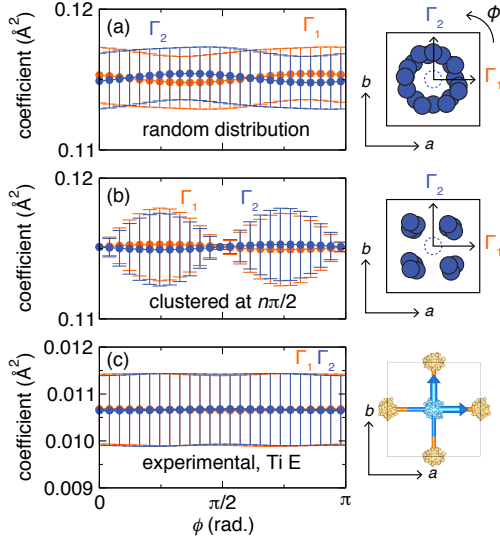 (a)
Γ2
Γ1
0.12
0.11
coefficient (Å²)
random distribution
Γ2
ϕ
b
Γ1
a
(b)
Γ1
Γ2
0.12
0.11
coefficient (Å²)
clustered at nπ/2
Γ2
b
Γ1
a
(c)
Γ1 Γ2
0.012
0.011
0.010
0.009
coefficient (Å²)
experimental, Ti E
0
π/2
π
ϕ (rad.)
b
a